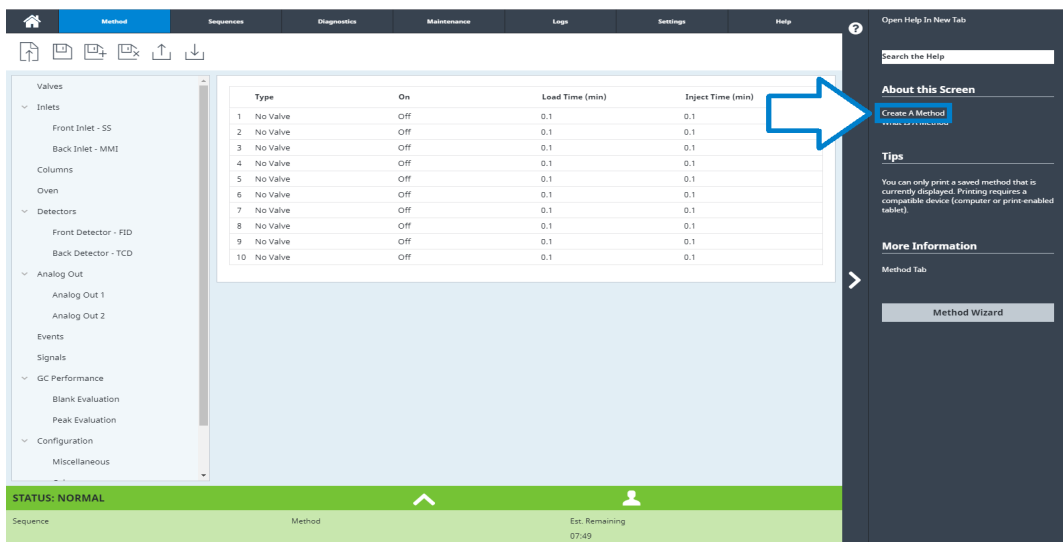 Method Sequences Diagnostics Maintenance Logs Settings Help
Open Help In New Tab
Search the Help
Valves
Inlets
Front Inlet - SS
Back Inlet - MMI
Columns
Oven
Detectors
Front Detector - FID
Back Detector - TCD
Analog Out
Analog Out 1
Analog Out 2
Events
Signals
GC Performance
Blank Evaluation
Peak Evaluation
Configuration
Miscellaneous
Type On Load Time (min) Inject Time (min)
1 No Valve Off 0.1 0.1
2 No Valve Off 0.1 0.1
3 No Valve Off 0.1 0.1
4 No Valve Off 0.1 0.1
5 No Valve Off 0.1 0.1
6 No Valve Off 0.1 0.1
7 No Valve Off 0.1 0.1
8 No Valve Off 0.1 0.1
9 No Valve Off 0.1 0.1
10 No Valve Off 0.1 0.1
About this Screen
Create A Method
What Is A Method
Tips
You can only print a saved method that is
currently displayed. Printing requires a
compatible device (computer or print-enabled
tablet).
More Information
Method Tab
Method Wizard
STATUS: NORMAL
Sequence Method Est. Remaining
07:49